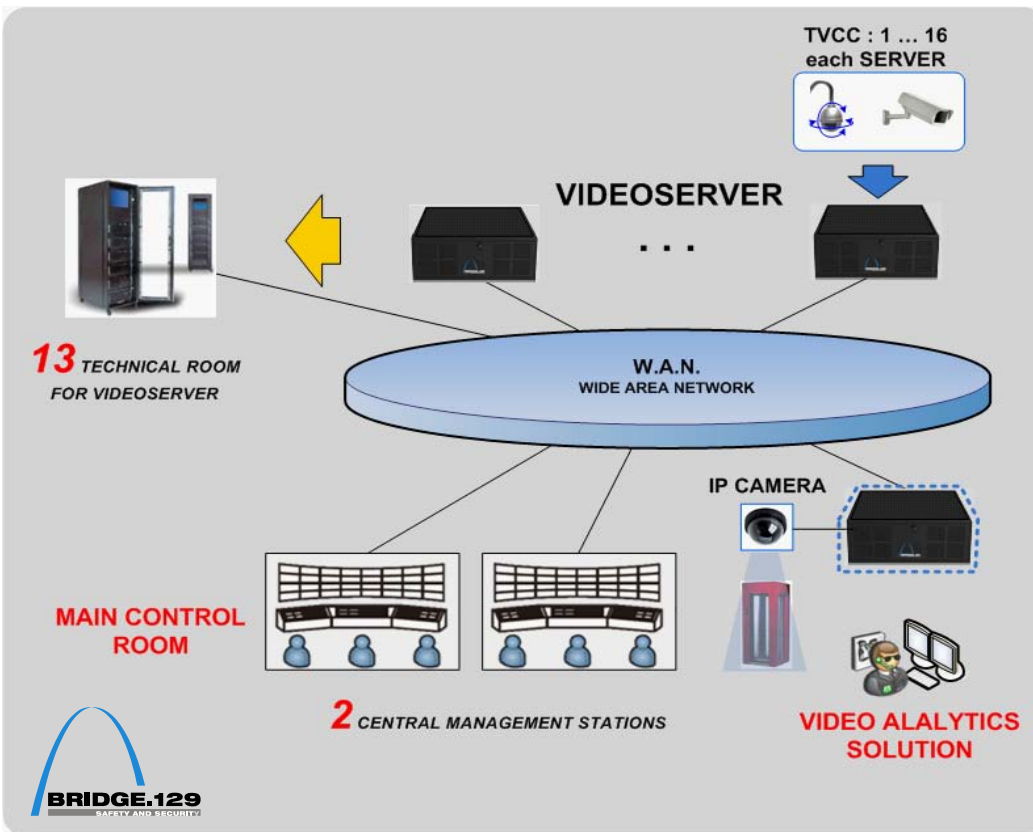 TVCC : 1 ... 16
each SERVER
VIDEOSERVER
. . .
13 TECHNICAL ROOM
FOR VIDEOSERVER
W.A.N.
WIDE AREA NETWORK
IP CAMERA
MAIN CONTROL
ROOM
2 CENTRAL MANAGEMENT STATIONS
VIDEO ALALYTICS
SOLUTION
BRIDGE.129
SAFETY AND SECURITY